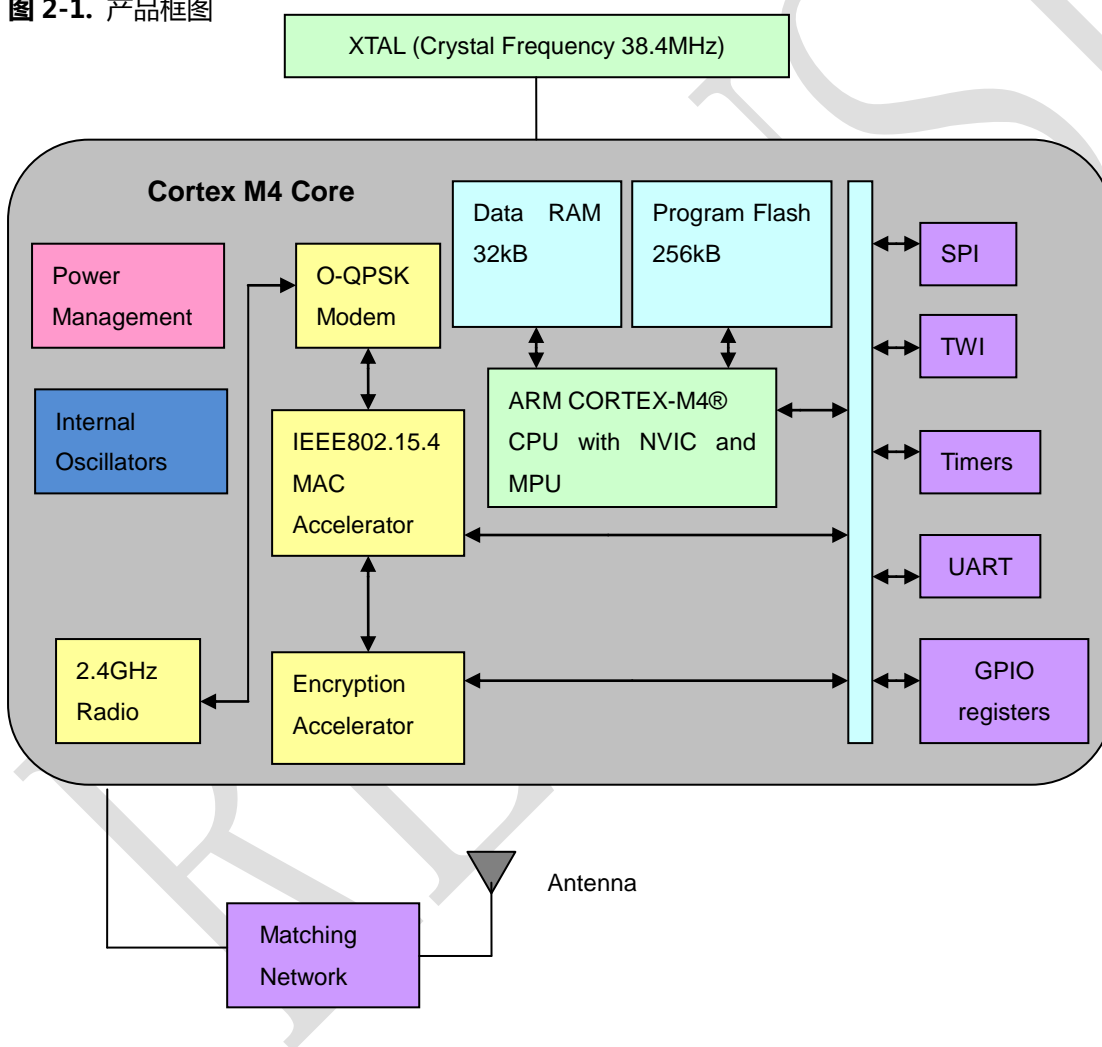 图 2-1. 产品框图
XTAL (Crystal Frequency 38.4MHz)
Cortex M4 Core
Data RAM
32kB
Program Flash
256kB
Power
Management
O-QPSK
Modem
SPI
TWI
Internal
Oscillators
IEEE802.15.4
MAC
Accelerator
ARM CORTEX-M4®
CPU with NVIC and
MPU
Timers
UART
2.4GHz
Radio
Encryption
Accelerator
GPIO
registers
Antenna
Matching
Network